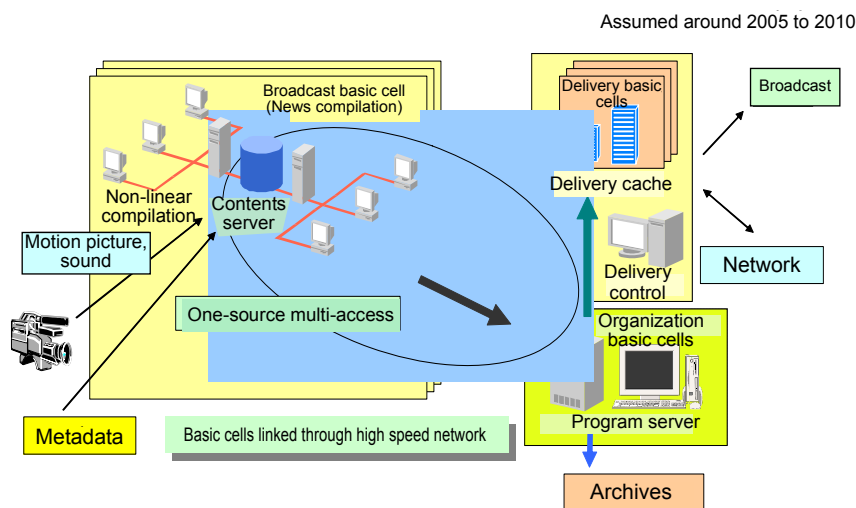 Assumed around 2005 to 2010
Broadcast basic cell
(News compilation)
Delivery basic
cells
Broadcast
Non-linear
compilation
Contents
server
Delivery cache
Motion picture,
sound
Delivery
control
Network
One-source multi-access
Organization
basic cells
Metadata
Basic cells linked through high speed network
Program server
Archives